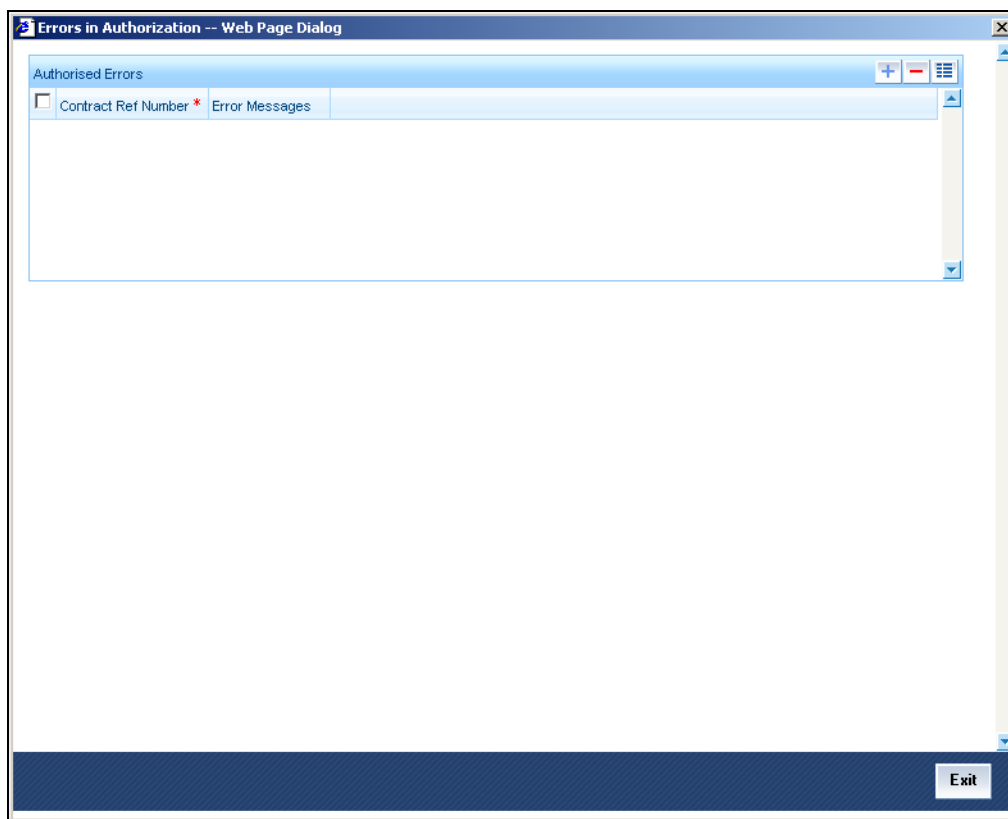 Errors in Authorization -- Web Page Dialog
Authorised Errors
Contract Ref Number * Error Messages
Exit